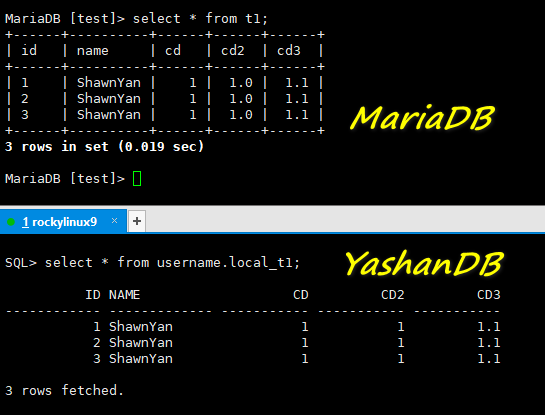 MariaDB [test]> select * from t1;
+------+----------+------+------+------+
| id   | name     | cd   | cd2  | cd3  |
+------+----------+------+------+------+
| 1    | ShawnYan |    1 |  1.0 |  1.1 |
| 2    | ShawnYan |    1 |  1.0 |  1.1 |
| 3    | ShawnYan |    1 |  1.0 |  1.1 |
+------+----------+------+------+------+
MariaDB
3 rows in set (0.019 sec)
MariaDB [test]>
1 rockylinux9 × +
YashanDB
SQL> select * from username.local_t1;
          ID NAME                   CD         CD2         CD3
------------ ------------- ----------- ----------- -----------
           1 ShawnYan                1           1         1.1
           2 ShawnYan                1           1         1.1
           3 ShawnYan                1           1         1.1
3 rows fetched.